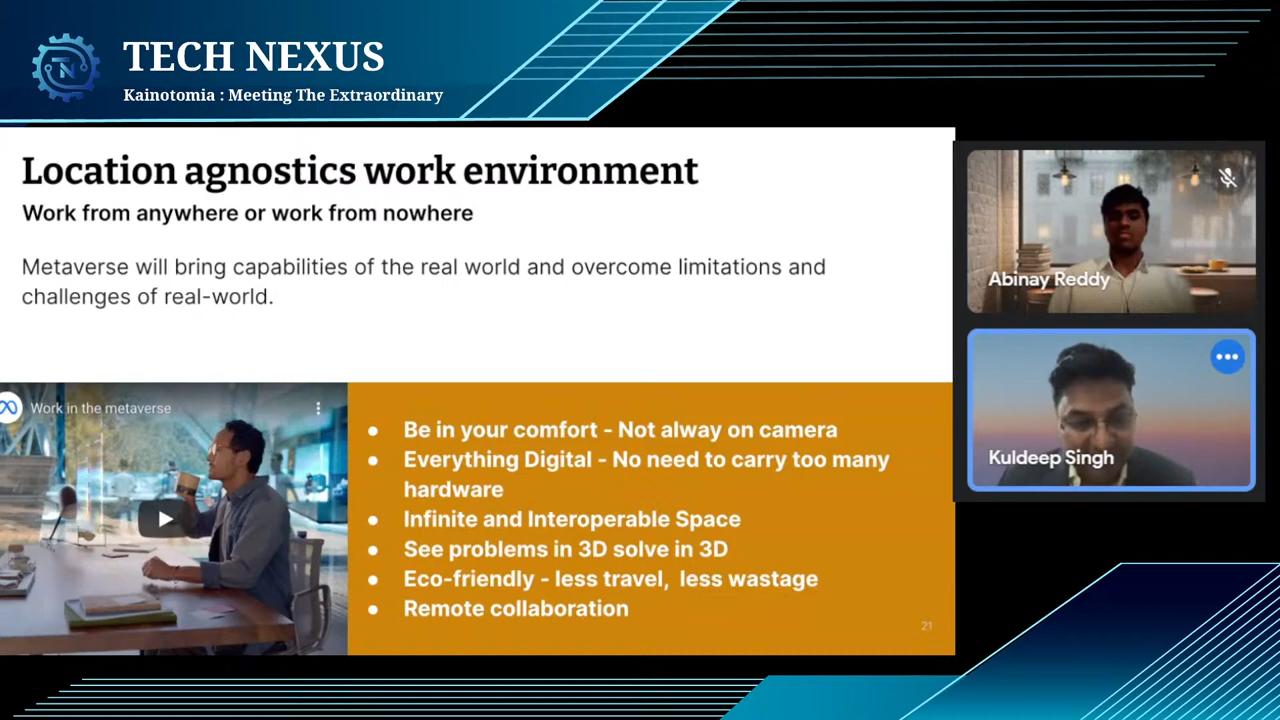 TECH NEXUS
Kainotomia : Meeting The Extraordinary
TN
Location agnostics work environment
Work from anywhere or work from nowhere
Metaverse will bring capabilities of the real world and overcome limitations and
challenges of real-world.
Work in the metaverse
● Be in your comfort - Not alway on camera
● Everything Digital - No need to carry too many
hardware
● Infinite and Interoperable Space
● See problems in 3D solve in 3D
● Eco-friendly - less travel, less wastage
● Remote collaboration
21
Abinay Reddy
Kuldeep Singh